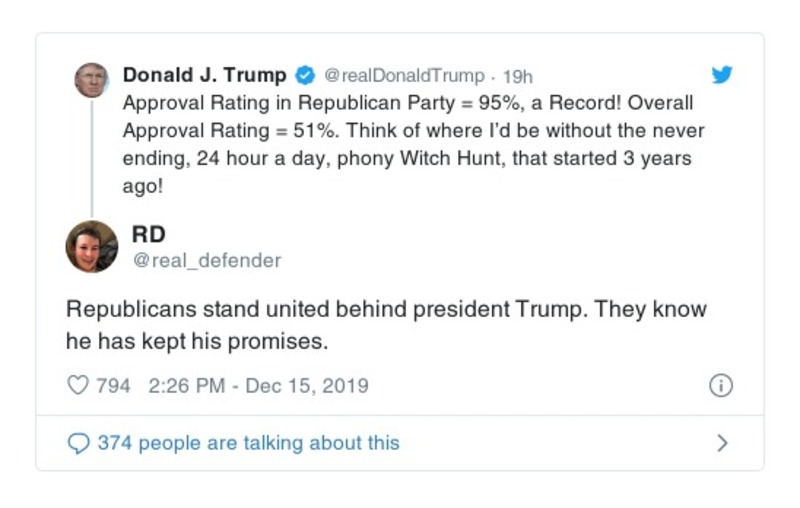 Donald J. Trump @realDonaldTrump · 19h
Approval Rating in Republican Party = 95%, a Record! Overall
Approval Rating = 51%. Think of where I’d be without the never
ending, 24 hour a day, phony Witch Hunt, that started 3 years
ago!
RD
@real_defender
Republicans stand united behind president Trump. They know
he has kept his promises.
794 2:26 PM - Dec 15, 2019
374 people are talking about this